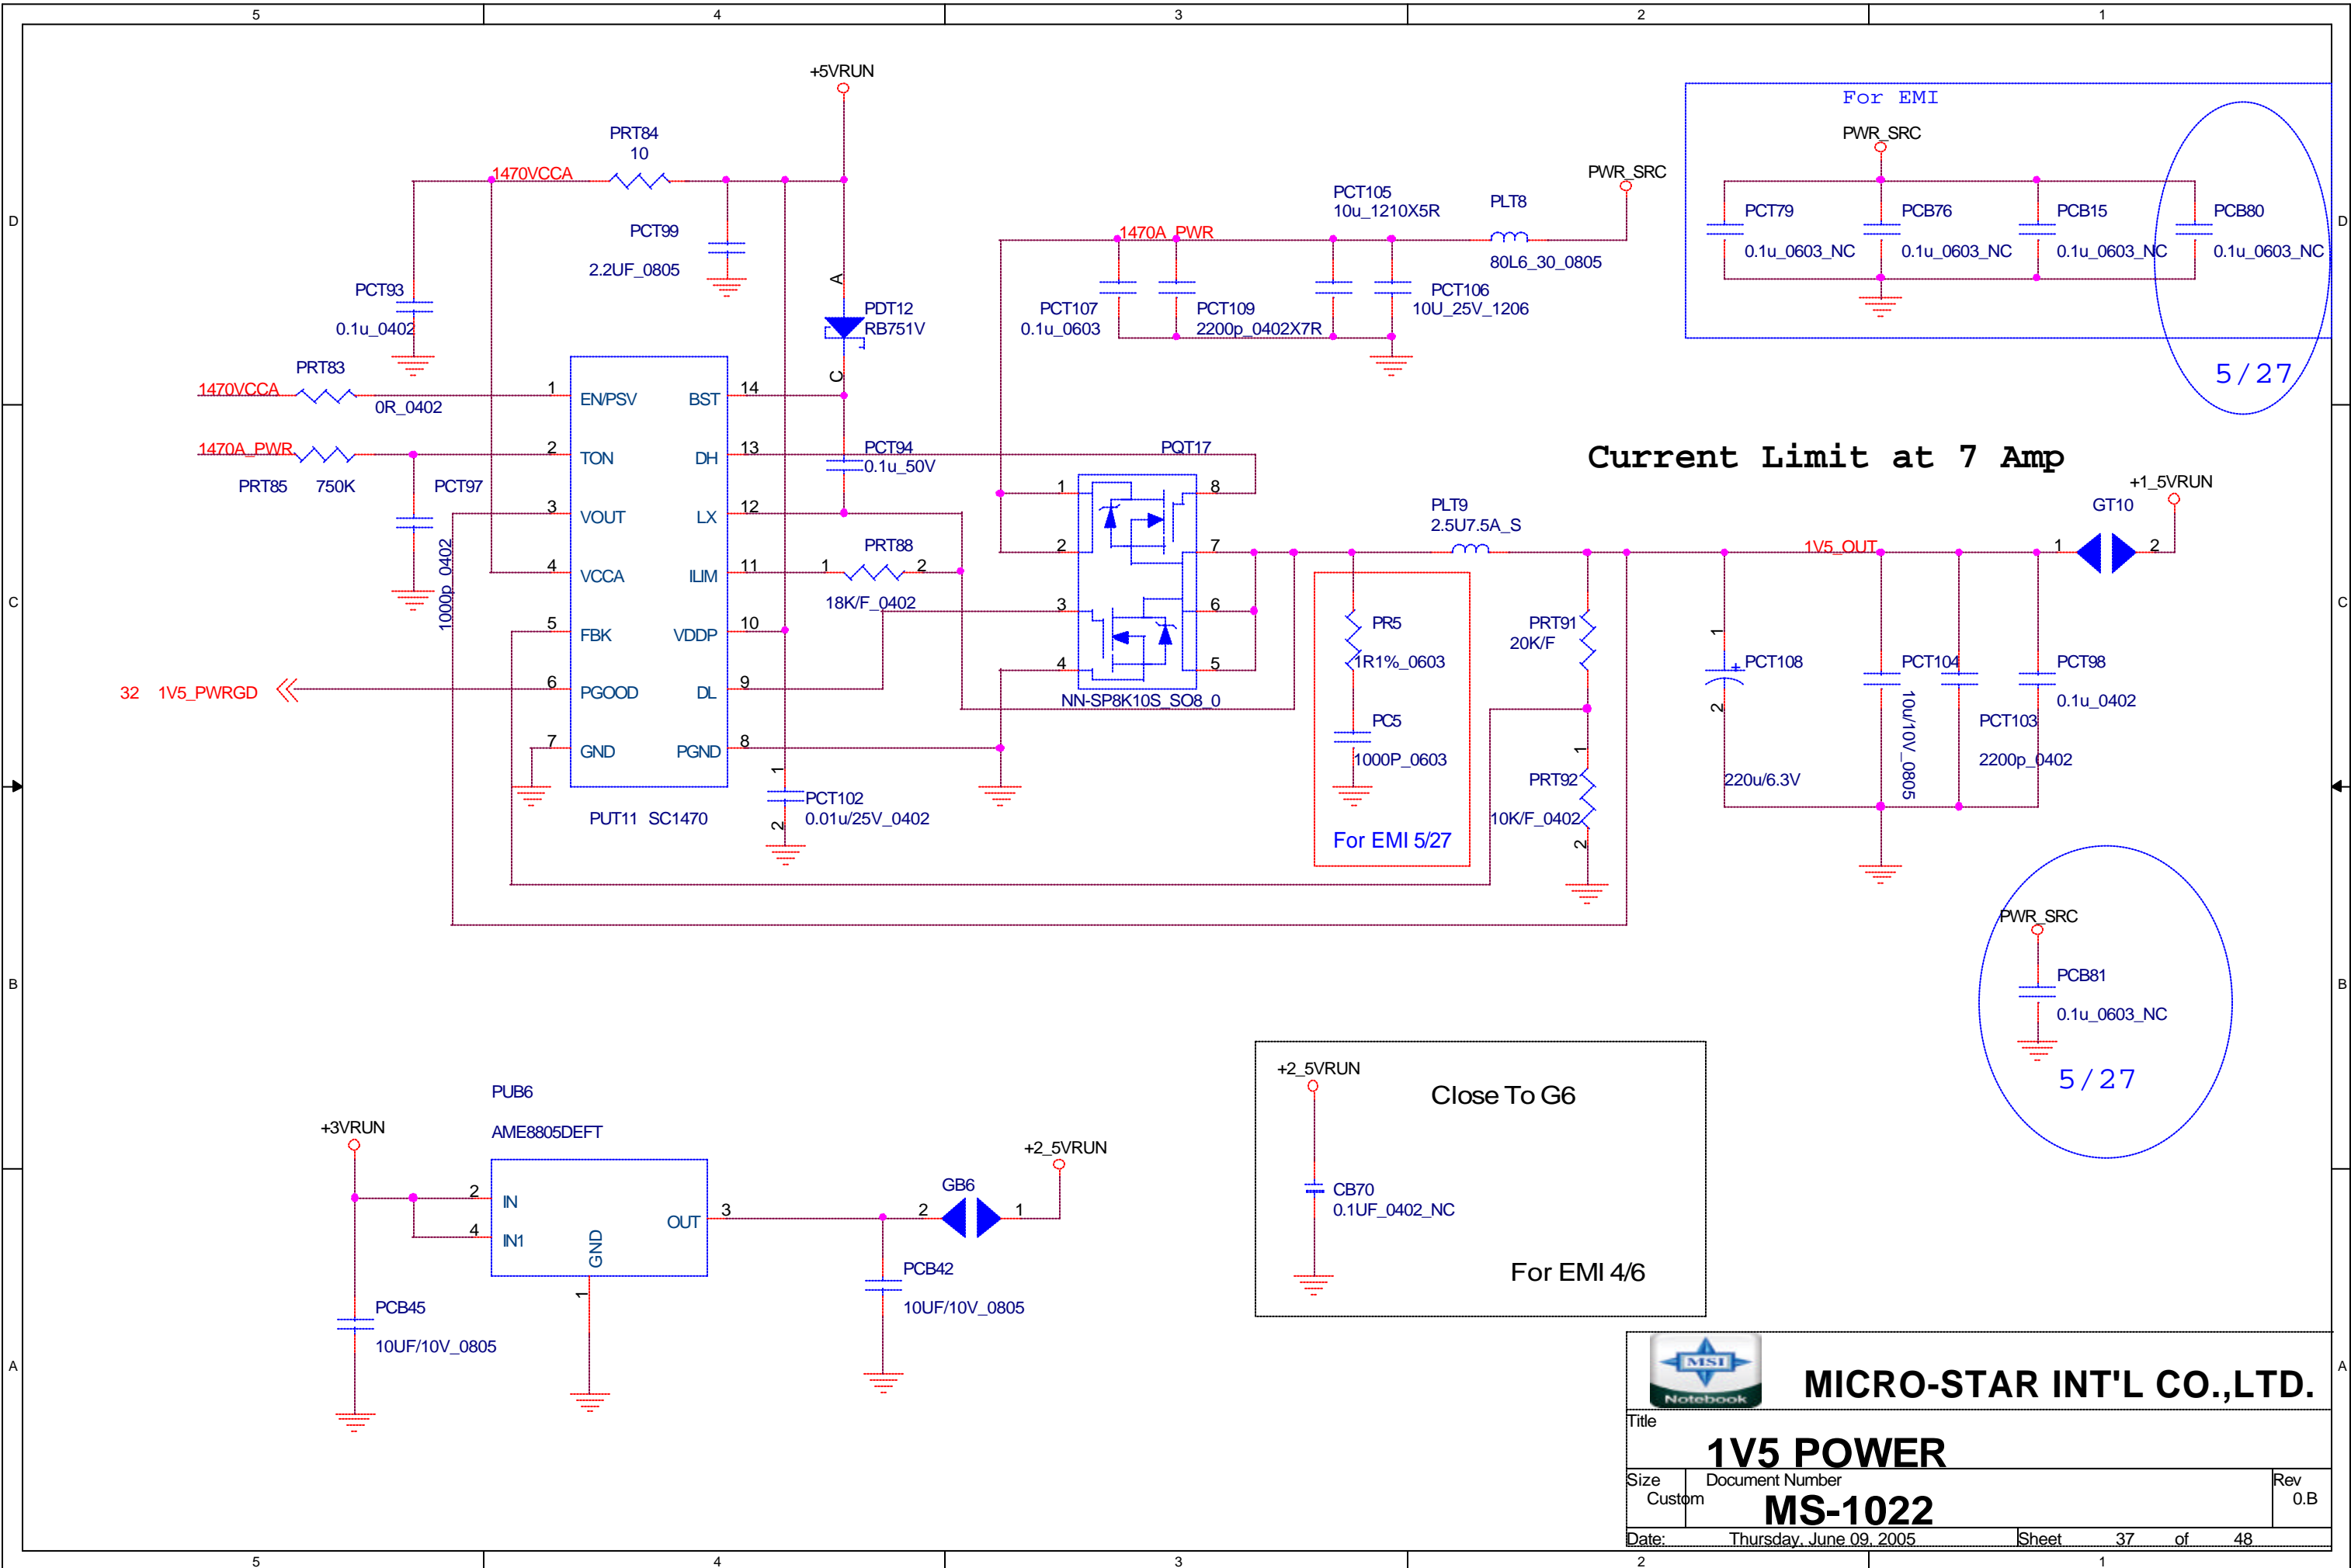 5 4 3 2 1
+5VRUN
PRT84
10
1470VCCA
PCT99
2.2UF_0805
PCT93
0.1u_0402
A
PDT12
RB751V
C
PRT83
1470VCCA
0R_0402
1470A_PWR
PRT85 750K
PCT97
1000p_0402
1 EN/PSV BST 14
2 TON DH 13
3 VOUT LX 12
4 VCCA ILIM 11
5 FBK VDDP 10
6 PGOOD DL 9
7 GND PGND 8
PUT11 SC1470
32 1V5_PWRGD
PCT94
0.1u_50V
PRT88
1 2
18K/F_0402
1
PCT102
0.01u/25V_0402
2
1470A_PWR
PCT105
10u_1210X5R
PLT8
80L6_30_0805
PWR_SRC
PCT107
0.1u_0603
PCT109
2200p_0402X7R
PCT106
10U_25V_1206
For EMI
PWR_SRC
PCT79
0.1u_0603_NC
PCB76
0.1u_0603_NC
PCB15
0.1u_0603_NC
PCB80
0.1u_0603_NC
5/27
Current Limit at 7 Amp
PQT17
1 8
2 7
3 6
4 5
NN-SP8K10S_SO8_0
PLT9
2.5U7.5A_S
PR5
1R1%_0603
PC5
1000P_0603
For EMI 5/27
PRT91
20K/F
1
PRT92
10K/F_0402
2
1
+
PCT108
2
220u/6.3V
1V5_OUT
PCT104
10u/10V_0805
PCT103
2200p_0402
PCT98
0.1u_0402
GT10
1 2
+1_5VRUN
PWR_SRC
PCB81
0.1u_0603_NC
5/27
PUB6
AME8805DEFT
+3VRUN
2 IN
4 IN1
GND
1
OUT 3
PCB45
10UF/10V_0805
PCB42
10UF/10V_0805
GB6
2 1
+2_5VRUN
+2_5VRUN
Close To G6
CB70
0.1UF_0402_NC
For EMI 4/6
MSI
Notebook
MICRO-STAR INT'L CO.,LTD.
Title
1V5 POWER
Size
Custom
Document Number
MS-1022
Rev
0.B
Date: Thursday, June 09, 2005 Sheet 37 of 48
D D
C C
B B
A A
5 4 3 2 1